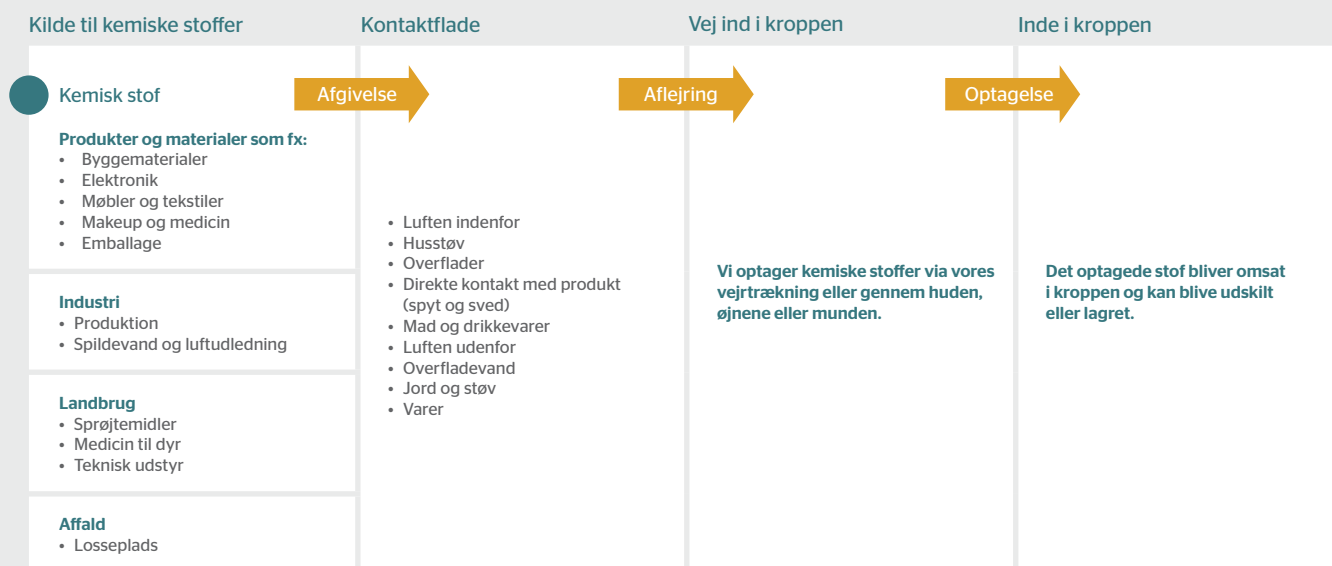 Kilde til kemiske stoffer
Kontaktflade
Vej ind i kroppen
Inde i kroppen
Kemisk stof
Afgivelse
Aflejring
Optagelse
Produkter og materialer som fx:
• Byggematerialer
• Elektronik
• Møbler og tekstiler
• Makeup og medicin
• Emballage
Industri
• Produktion
• Spildevand og luftudledning
Landbrug
• Sprøjtemidler
• Medicin til dyr
• Teknisk udstyr
Affald
• Losseplads
• Luften indenfor
• Husstøv
• Overflader
• Direkte kontakt med produkt
(spyt og sved)
• Mad og drikkevarer
• Luften udenfor
• Overfladevand
• Jord og støv
• Varer
Vi optager kemiske stoffer via vores
vejrtrækning eller gennem huden,
øjnene eller munden.
Det optagede stof bliver omsat
i kroppen og kan blive udskilt
eller lagret.